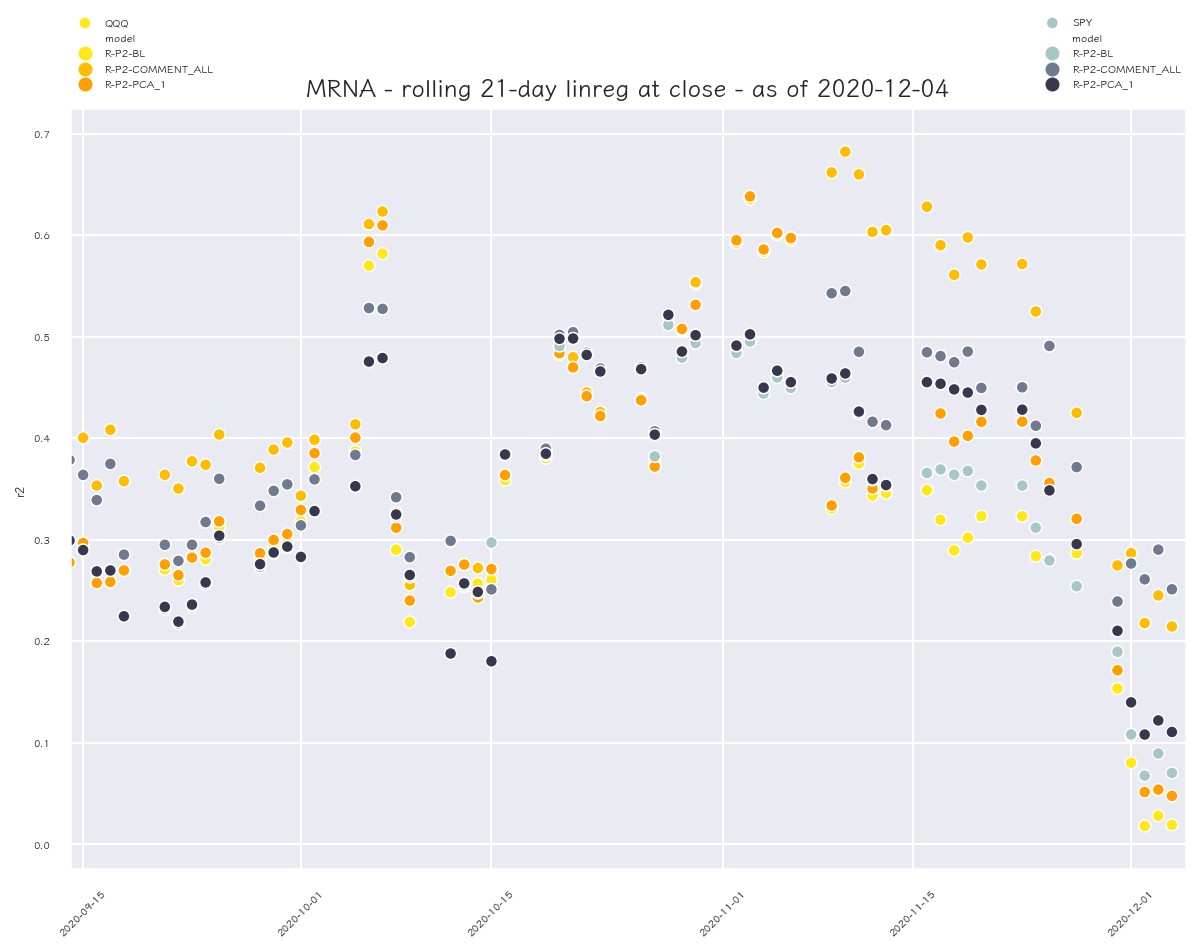 QQQ
model
R-P2-BL
R-P2-COMMENT_ALL
R-P2-PCA_1
SPY
model
R-P2-BL
R-P2-COMMENT_ALL
R-P2-PCA_1
MRNA - rolling 21-day linreg at close - as of 2020-12-04
0.7
0.6
0.5
0.4
0.3
0.2
0.1
0.0
r2
2020-09-15
2020-10-01
2020-10-15
2020-11-01
2020-11-15
2020-12-01